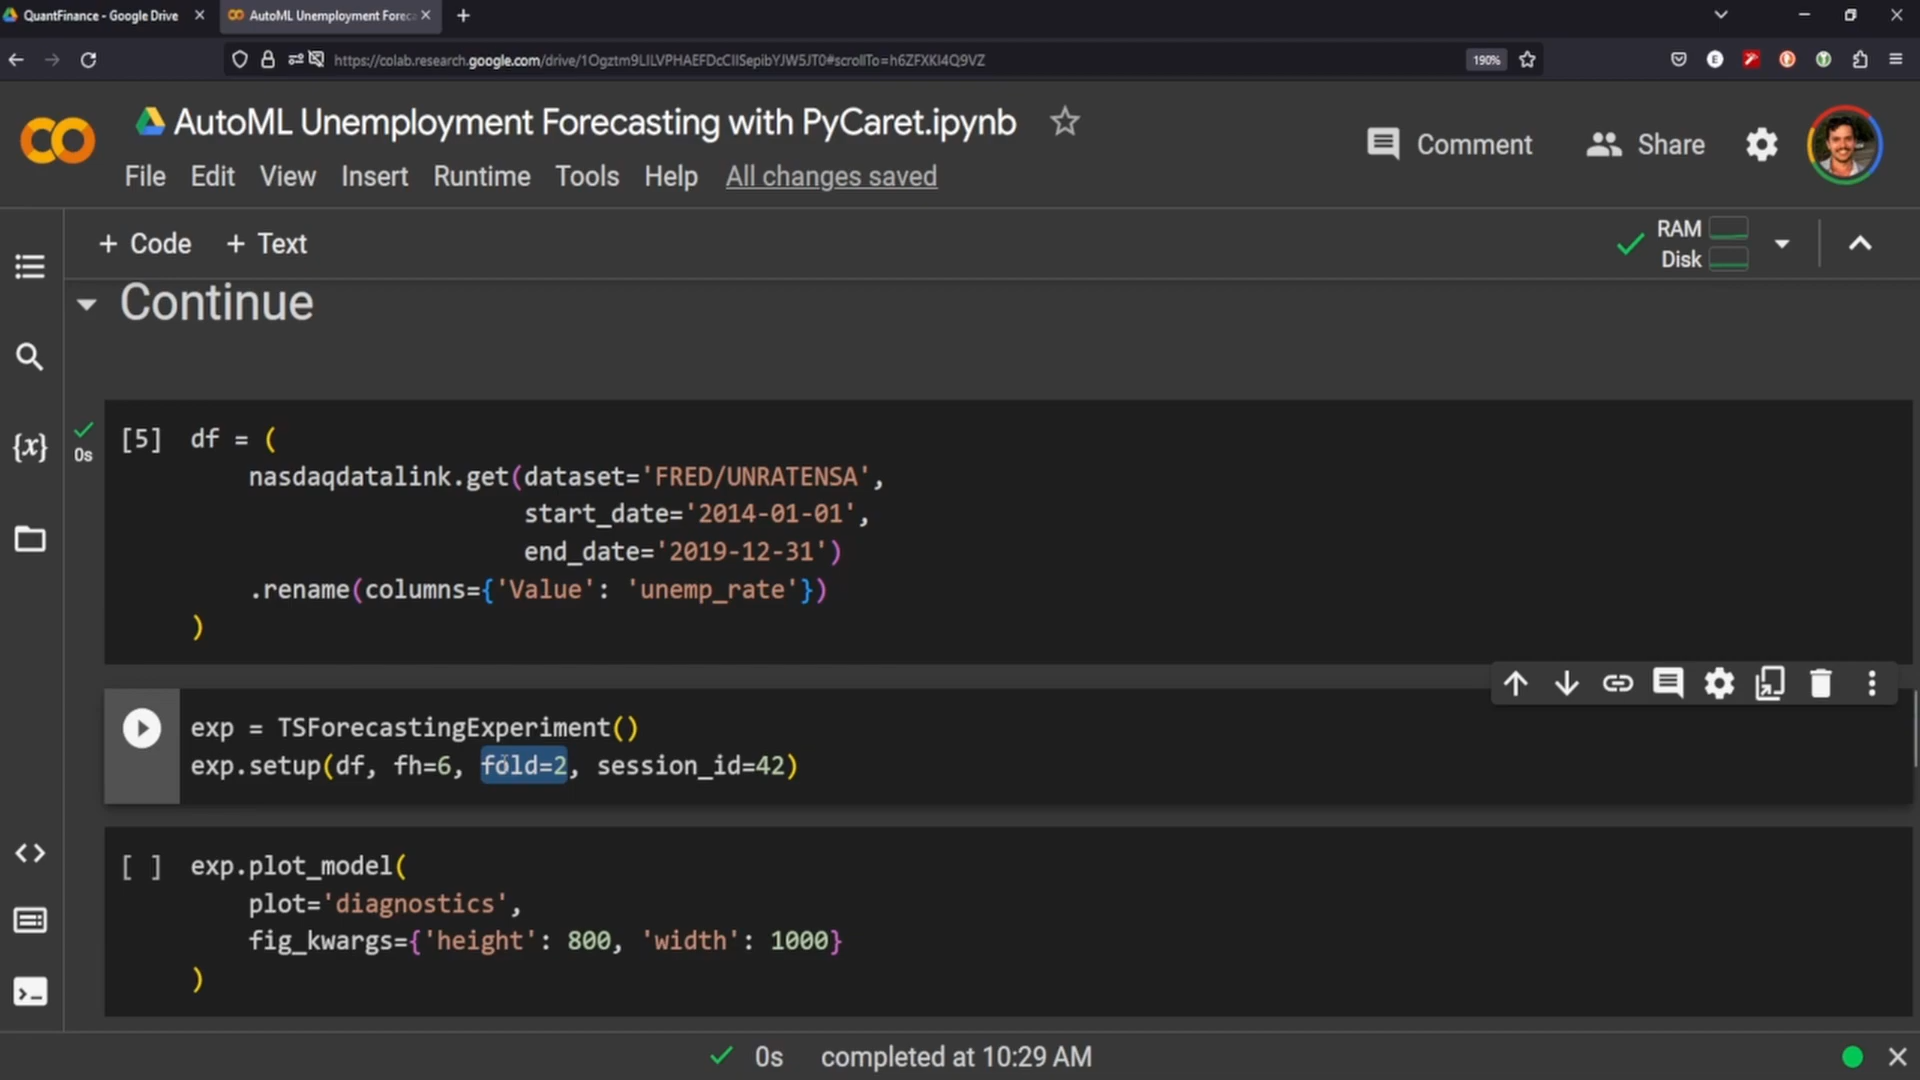 QuantFinance - Google Drive
AutoML Unemployment Foreca
https://colab.research.google.com/drive/1Ogztm9LILVPHAEFDcCIISepibYJW5JT0#scrollTo=h6ZFXKI4Q9VZ
190%
E
AutoML Unemployment Forecasting with PyCaret.ipynb
Comment
Share
File Edit View Insert Runtime Tools Help All changes saved
+ Code + Text
RAM
Disk
Continue
{x}
0s
[5] df = (
nasdaqdatalink.get(dataset='FRED/UNRATENSA',
start_date='2014-01-01',
end_date='2019-12-31')
.rename(columns={'Value': 'unemp_rate'})
)
exp = TSForecastingExperiment()
exp.setup(df, fh=6, fold=2, session_id=42)
[ ] exp.plot_model(
plot='diagnostics',
fig_kwargs={'height': 800, 'width': 1000}
)
0s completed at 10:29 AM